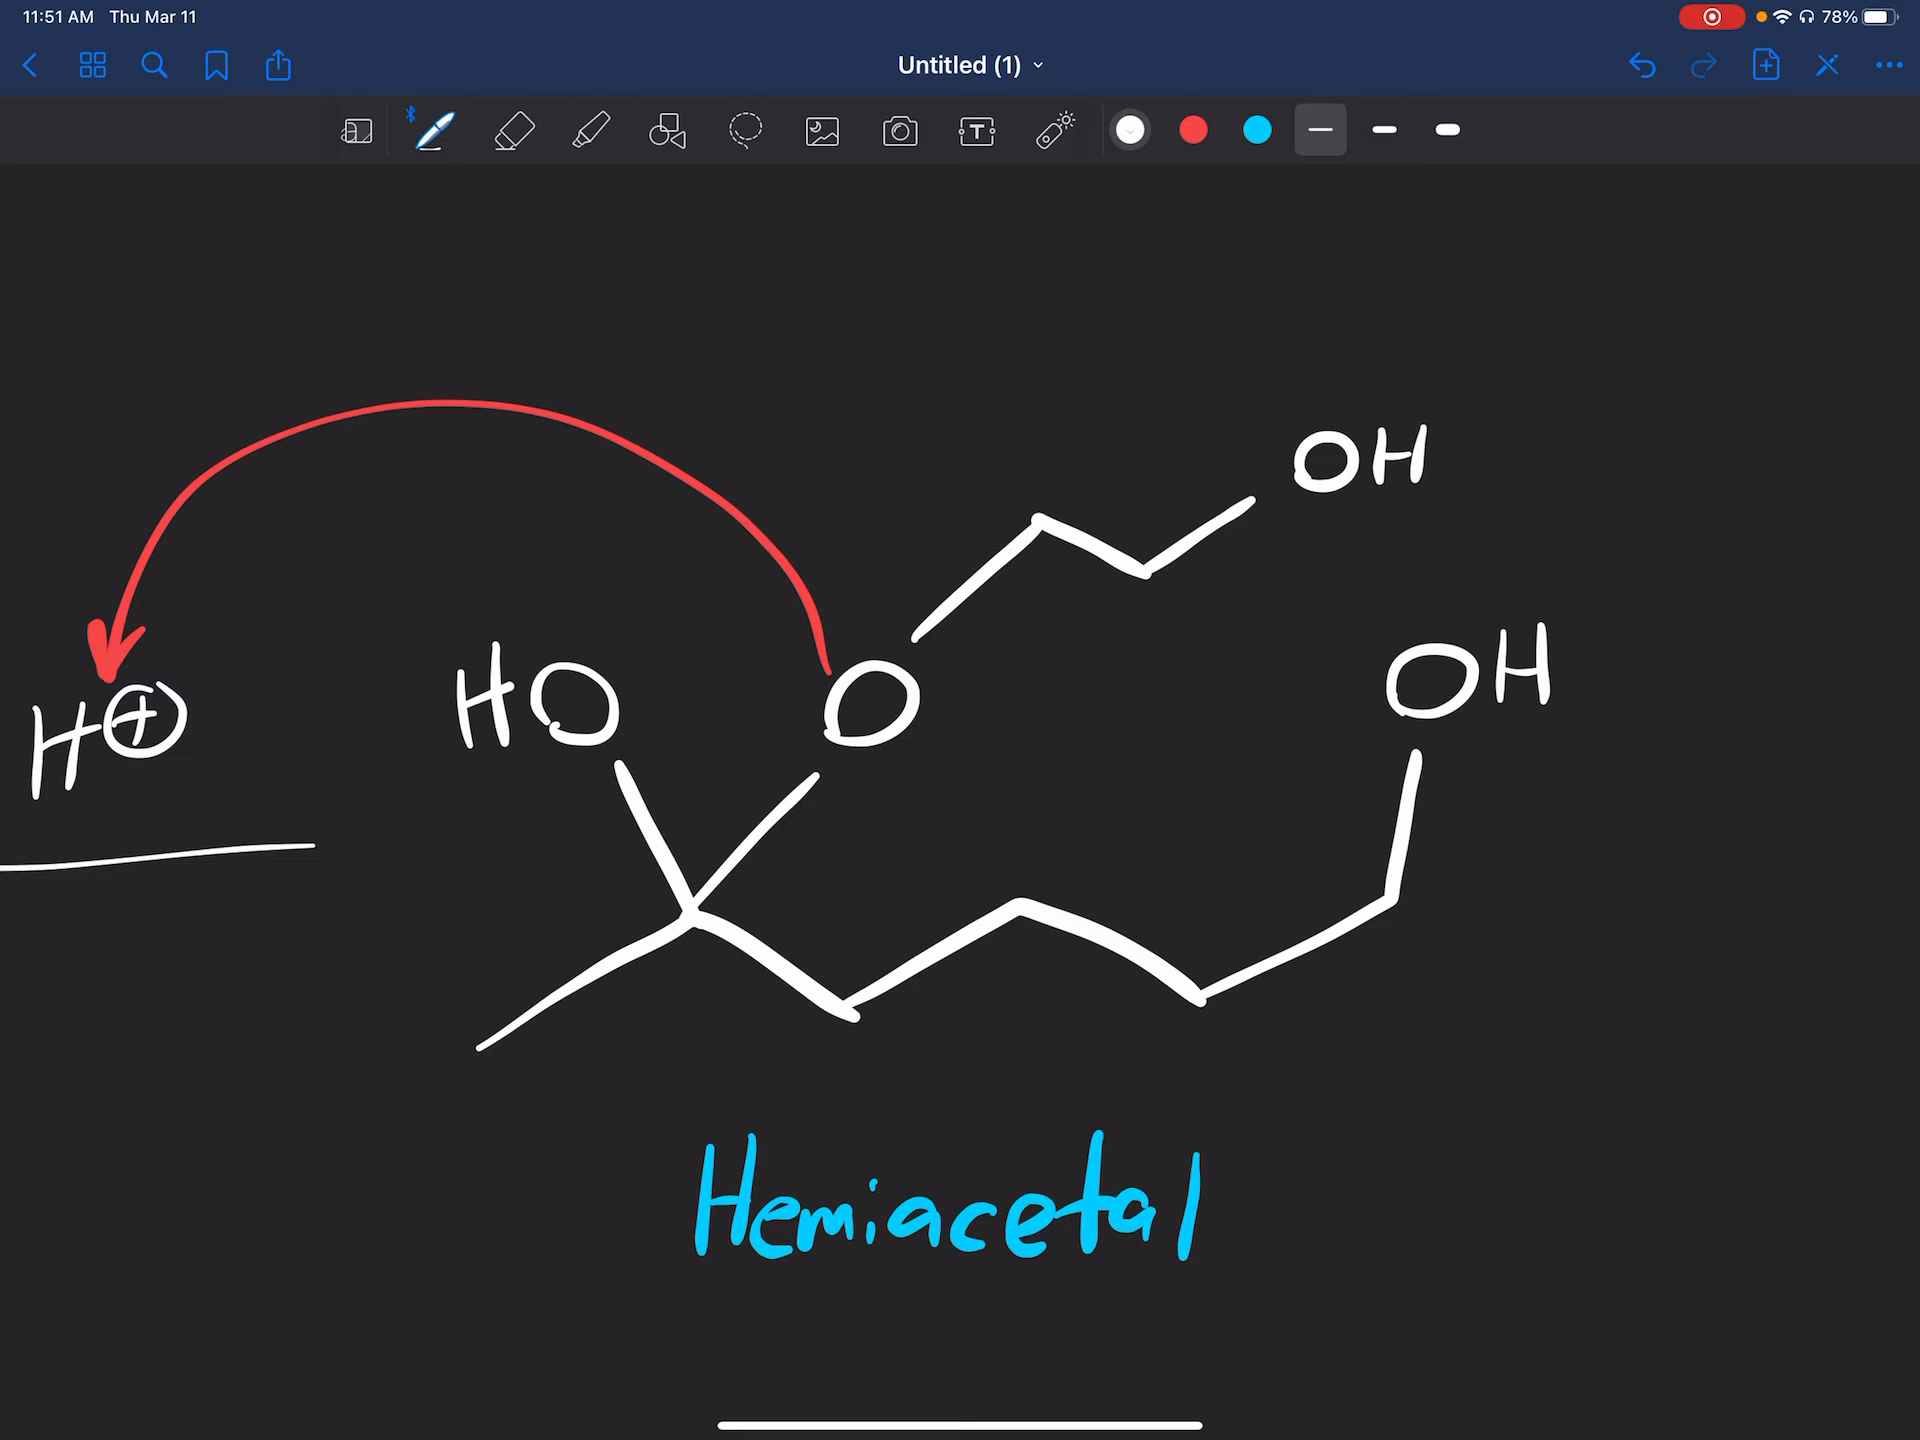 11:51 AM Thu Mar 11
78%
Untitled (1)
T
OH
HO
O
OH
H+
Hemiacetal